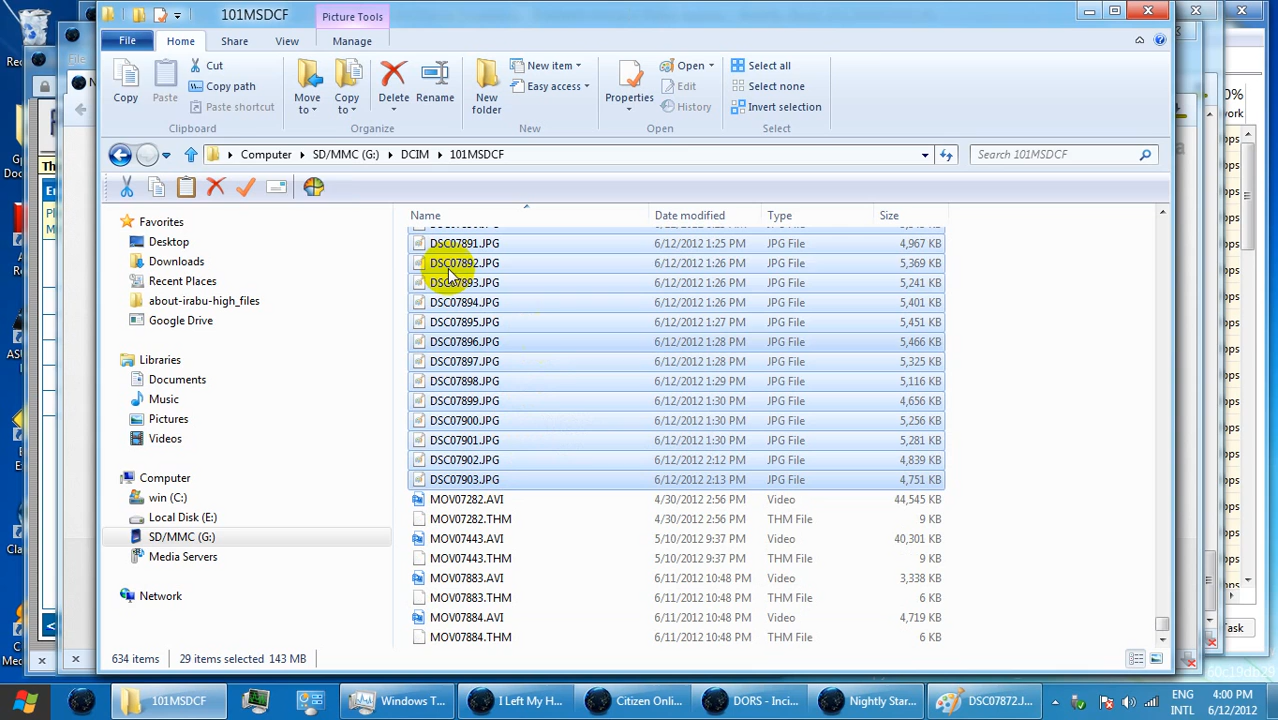 101MSDCF
Picture Tools
File Home Share View Manage
Copy
Paste
Cut
Copy path
Paste shortcut
Clipboard
Move to
Copy to
Delete
Rename
Organize
New folder
New item
Easy access
New
Properties
Open
Edit
History
Open
Select all
Select none
Invert selection
Select
Computer SD/MMC (G:) DCIM 101MSDCF
Search 101MSDCF
Favorites
Desktop
Downloads
Recent Places
about-irabu-high_files
Google Drive
Libraries
Documents
Music
Pictures
Videos
Computer
win (C:)
Local Disk (E:)
SD/MMC (G:)
Media Servers
Network
Name Date modified Type Size
DSC07891.JPG 6/12/2012 1:25 PM JPG File 4,967 KB
DSC07892.JPG 6/12/2012 1:26 PM JPG File 5,369 KB
DSC07893.JPG 6/12/2012 1:26 PM JPG File 5,241 KB
DSC07894.JPG 6/12/2012 1:26 PM JPG File 5,401 KB
DSC07895.JPG 6/12/2012 1:27 PM JPG File 5,451 KB
DSC07896.JPG 6/12/2012 1:28 PM JPG File 5,466 KB
DSC07897.JPG 6/12/2012 1:28 PM JPG File 5,325 KB
DSC07898.JPG 6/12/2012 1:29 PM JPG File 5,116 KB
DSC07899.JPG 6/12/2012 1:30 PM JPG File 4,656 KB
DSC07900.JPG 6/12/2012 1:30 PM JPG File 5,256 KB
DSC07901.JPG 6/12/2012 1:30 PM JPG File 5,281 KB
DSC07902.JPG 6/12/2012 2:12 PM JPG File 4,839 KB
DSC07903.JPG 6/12/2012 2:13 PM JPG File 4,751 KB
MOV07282.AVI 4/30/2012 2:56 PM Video 44,545 KB
MOV07282.THM 4/30/2012 2:56 PM THM File 9 KB
MOV07443.AVI 5/10/2012 9:37 PM Video 40,301 KB
MOV07443.THM 5/10/2012 9:37 PM THM File 9 KB
MOV07883.AVI 6/11/2012 10:48 PM Video 3,338 KB
MOV07883.THM 6/11/2012 10:48 PM THM File 6 KB
MOV07884.AVI 6/11/2012 10:48 PM Video 4,719 KB
MOV07884.THM 6/11/2012 10:48 PM THM File 6 KB
634 items 29 items selected 143 MB
101MSDCF
Windows T...
I Left My H...
Citizen Onli...
DORS - Inci...
Nightly Star...
DSC07872.J...
ENG
INTL
4:00 PM
6/12/2012